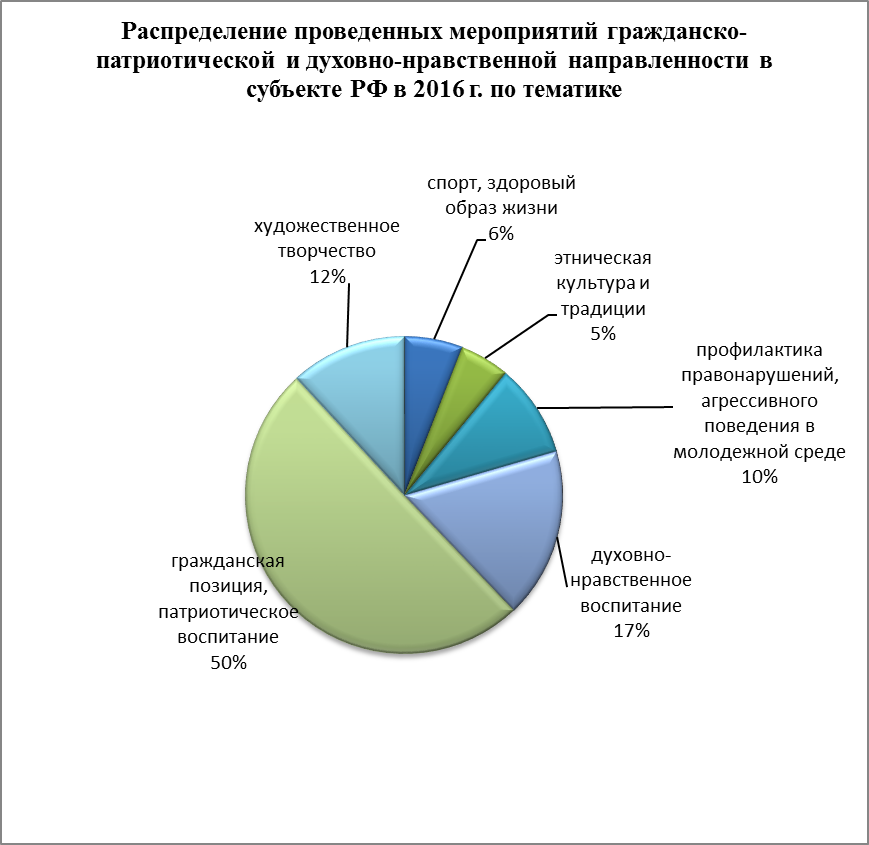 Распределение проведенных мероприятий гражданско-
патриотической и духовно-нравственной направленности в
субъекте РФ в 2016 г. по тематике
спорт, здоровый
образ жизни
6%
этническая
культура и
традиции
5%
профилактика
правонарушений,
агрессивного
поведения в
молодежной среде
10%
духовно-
нравственное
воспитание
17%
гражданская
позиция,
патриотическое
воспитание
50%
художественное
творчество
12%